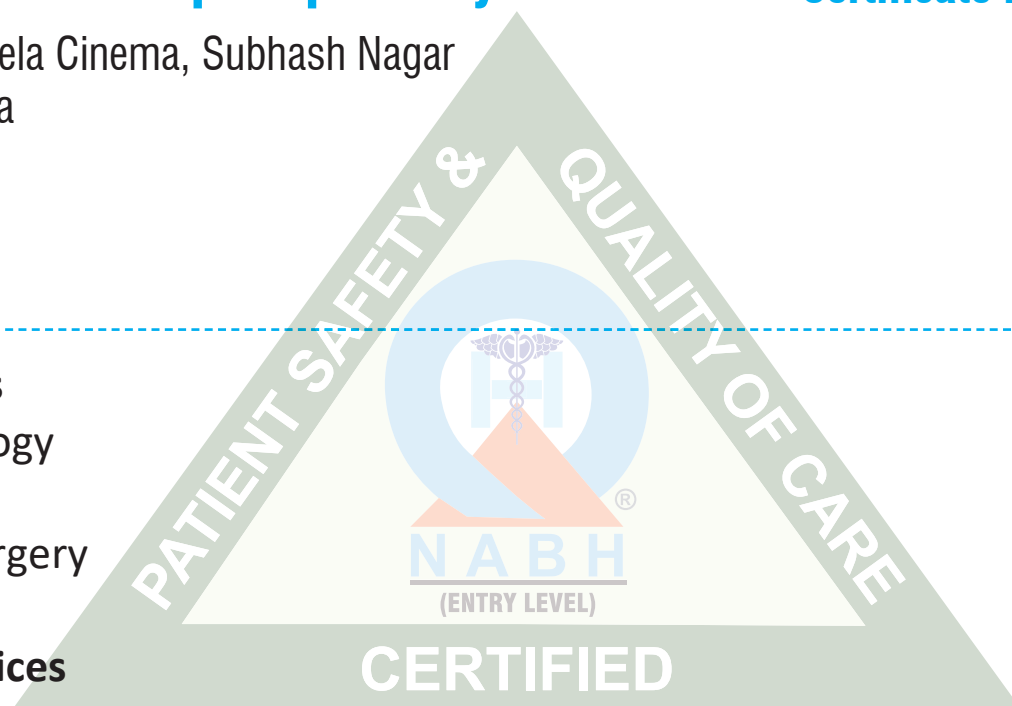 ela Cinema, Subhash Nagar
a
PATIENT SAFETY &
QUALITY OF CARE
s
ogy
rgery
®
NABH
(ENTRY LEVEL)
ices
CERTIFIED